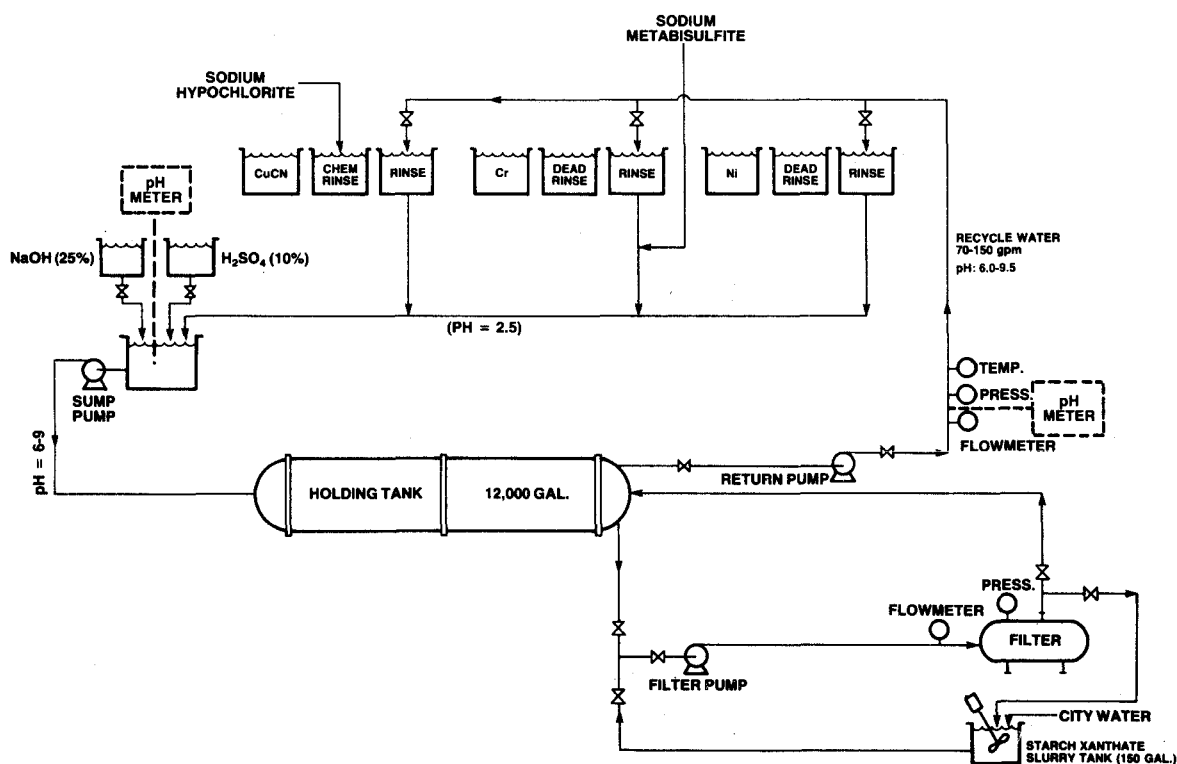 SODIUM
METABISULFITE
SODIUM
HYPOCHLORITE
CuCN
CHEM
RINSE
RINSE
Cr
DEAD
RINSE
RINSE
Ni
DEAD
RINSE
RINSE
pH
METER
NaOH (25%)
H₂SO₄ (10%)
RECYCLE WATER
70-150 gpm
pH: 6.0-9.5
(PH = 2.5)
SUMP
PUMP
TEMP.
PRESS.
pH
METER
FLOWMETER
pH = 6-9
HOLDING TANK
12,000 GAL.
RETURN PUMP
PRESS.
FLOWMETER
FILTER
FILTER PUMP
CITY WATER
STARCH XANTHATE
SLURRY TANK (150 GAL.)